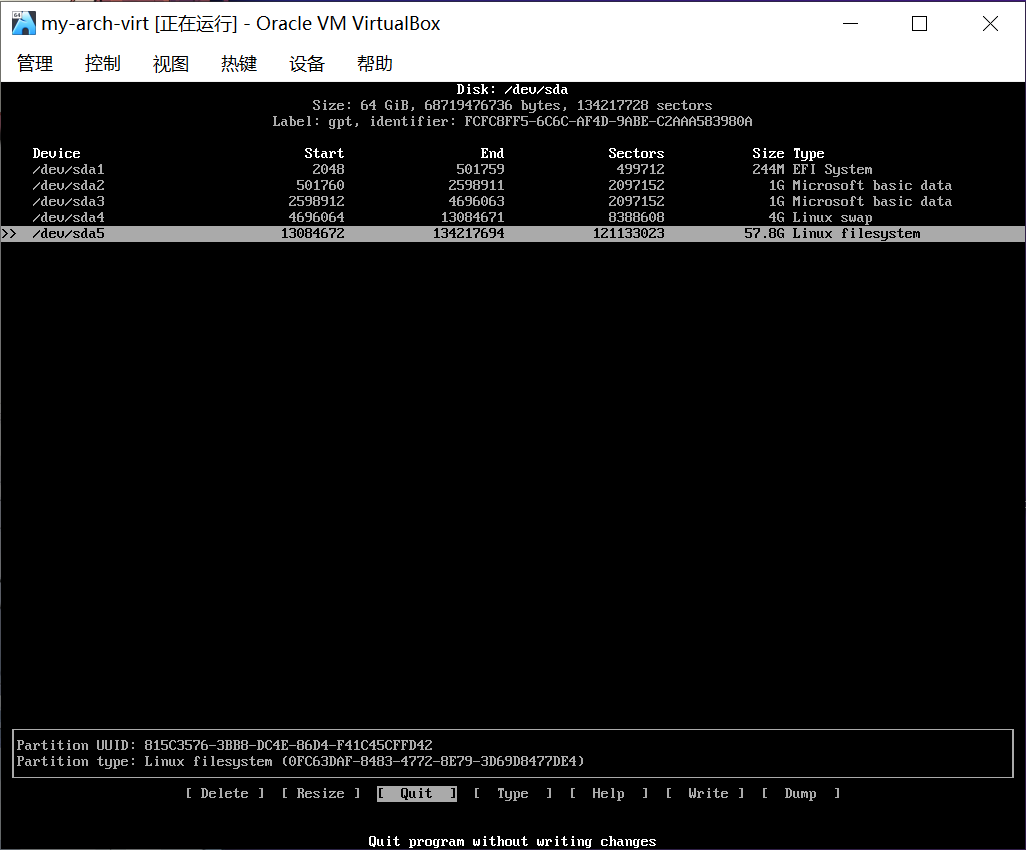 my-arch-virt [正在运行] - Oracle VM VirtualBox
管理 控制 视图 热键 设备 帮助
Disk: /dev/sda
Size: 64 GiB, 68719476736 bytes, 134217728 sectors
Label: gpt, identifier: FCFC8FF5-6C6C-AF4D-9ABE-C2AAA583980A
Device Start End Sectors Size Type
/dev/sda1 2048 501759 499712 244M EFI System
/dev/sda2 501760 2598911 2097152 1G Microsoft basic data
/dev/sda3 2598912 4696063 2097152 1G Microsoft basic data
/dev/sda4 4696064 13084671 8388608 4G Linux swap
>> /dev/sda5 13084672 134217694 121133023 57.8G Linux filesystem
Partition UUID: 815C3576-3BB8-DC4E-86D4-F41C45CFFD42
Partition type: Linux filesystem (0FC63DAF-8483-4772-8E79-3D69D8477DE4)
[ Delete ] [ Resize ] [ Quit ] [ Type ] [ Help ] [ Write ] [ Dump ]
Quit program without writing changes